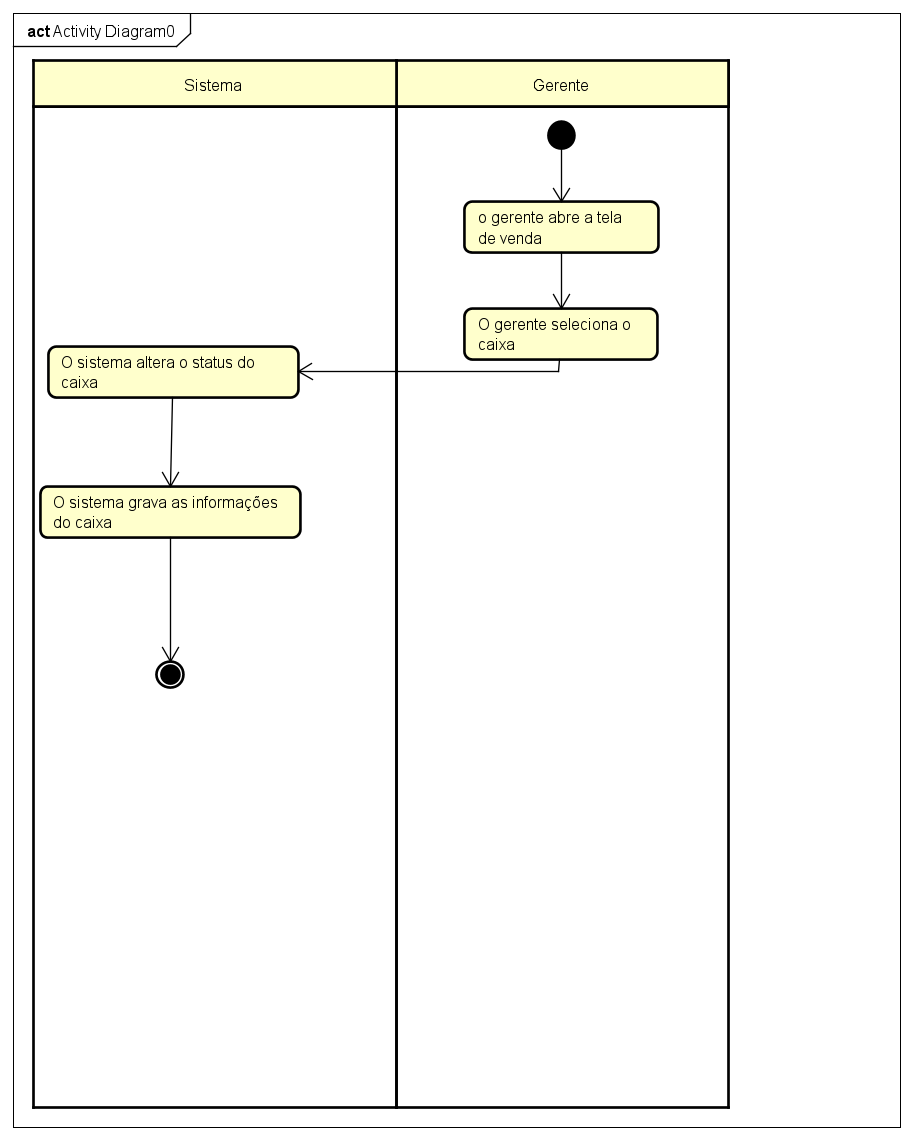 act Activity Diagram0
Sistema
Gerente
o gerente abre a tela
de venda
O gerente seleciona o
caixa
O sistema altera o status do
caixa
O sistema grava as informações
do caixa